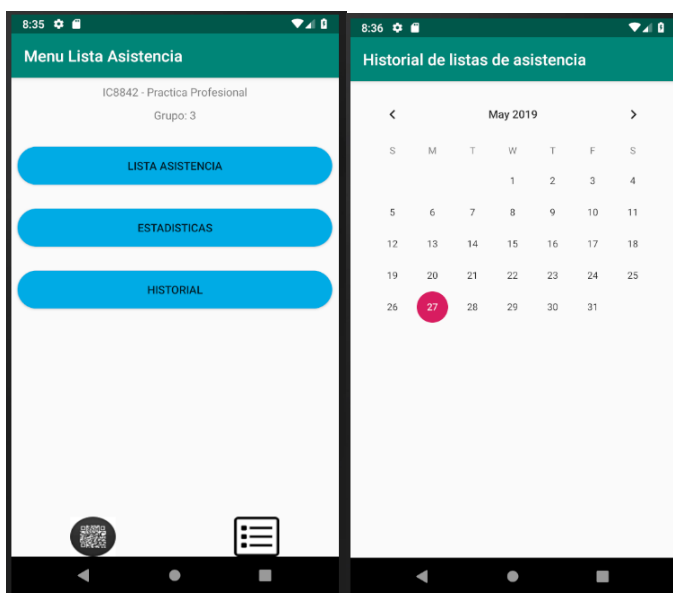 8:35
Menu Lista Asistencia
IC8842 - Practica Profesional
Grupo: 3
LISTA ASISTENCIA
ESTADISTICAS
HISTORIAL
8:36
Historial de listas de asistencia
May 2019
S M T W T F S
1 2 3 4
5 6 7 8 9 10 11
12 13 14 15 16 17 18
19 20 21 22 23 24 25
26 27 28 29 30 31